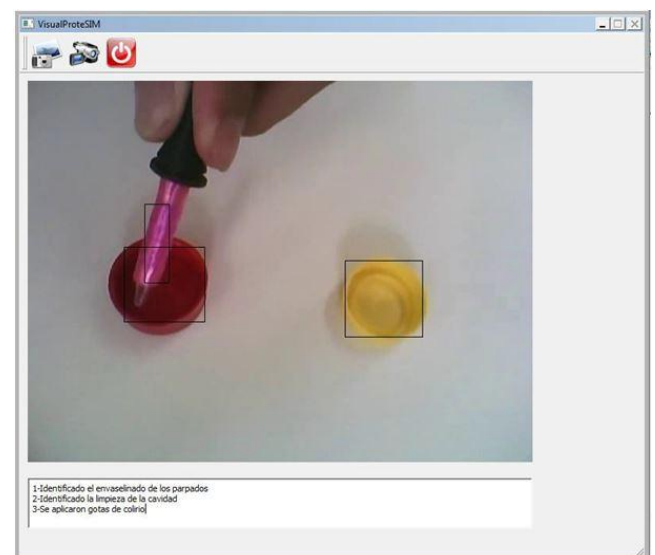 VisualProteSIM
1-Identificado el envaselinado de los parpados
2-Identificado la limpieza de la cavidad
3-Se aplicaron gotas de colirio